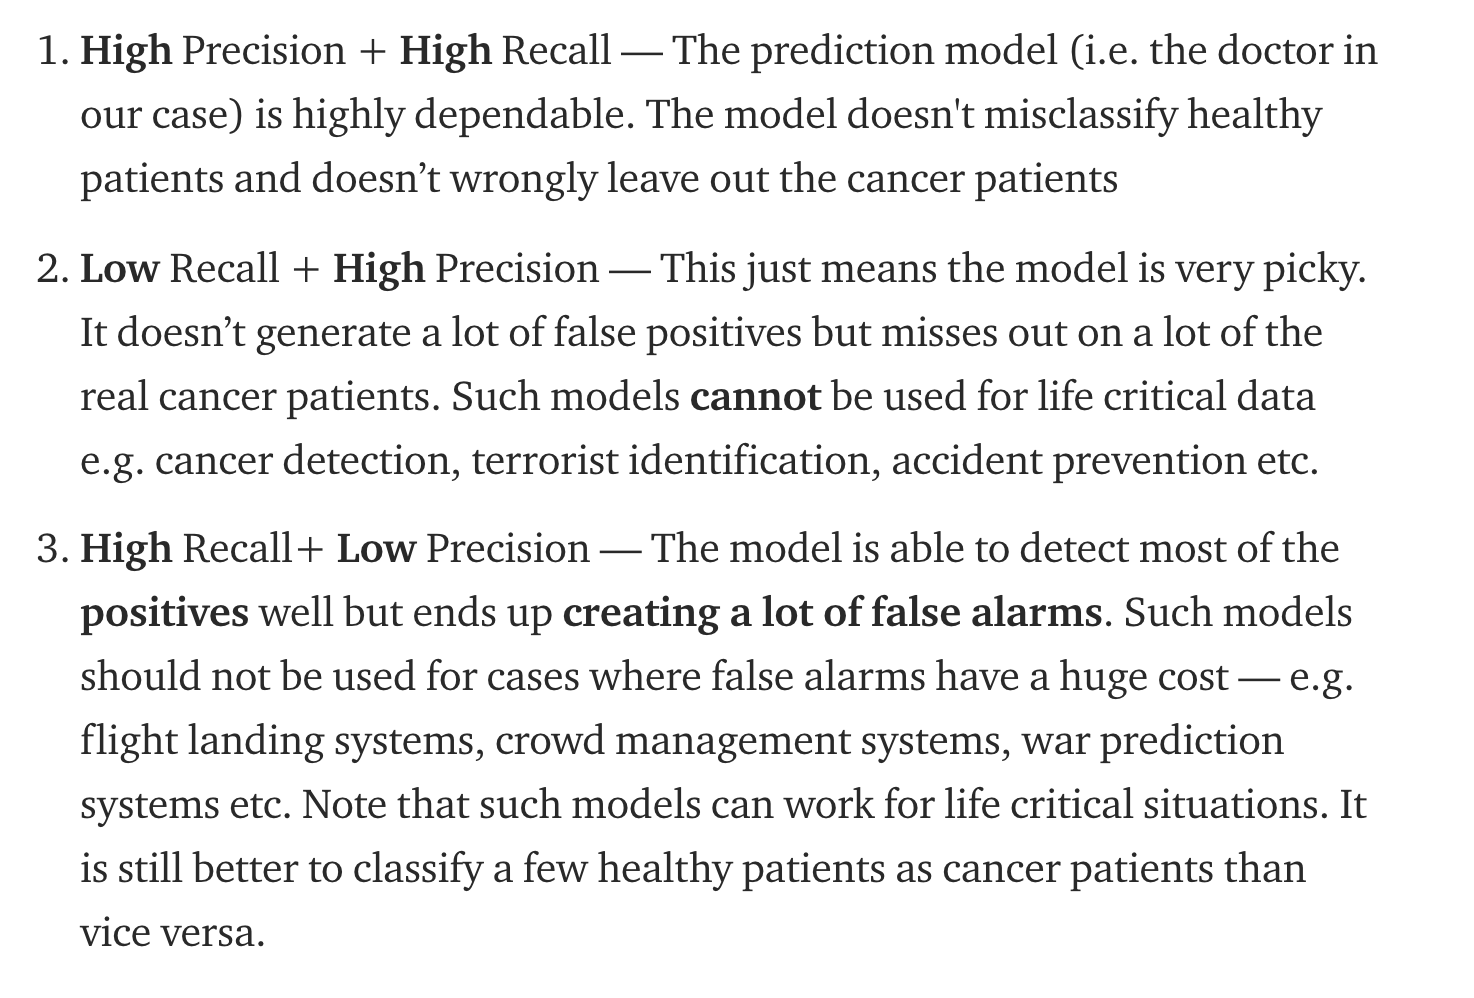 1. High Precision + High Recall — The prediction model (i.e. the doctor in
our case) is highly dependable. The model doesn't misclassify healthy
patients and doesn’t wrongly leave out the cancer patients
2. Low Recall + High Precision — This just means the model is very picky.
It doesn’t generate a lot of false positives but misses out on a lot of the
real cancer patients. Such models cannot be used for life critical data
e.g. cancer detection, terrorist identification, accident prevention etc.
3. High Recall+ Low Precision — The model is able to detect most of the
positives well but ends up creating a lot of false alarms. Such models
should not be used for cases where false alarms have a huge cost — e.g.
flight landing systems, crowd management systems, war prediction
systems etc. Note that such models can work for life critical situations. It
is still better to classify a few healthy patients as cancer patients than
vice versa.